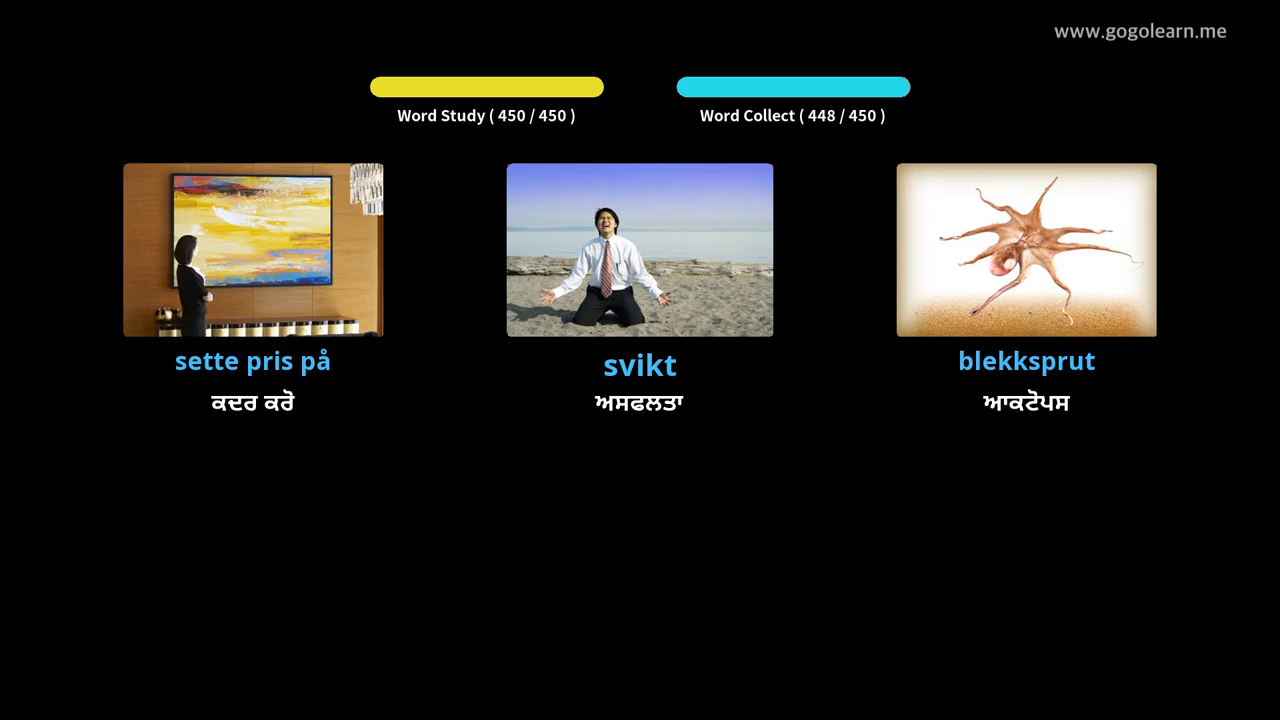 www.gogolearn.me
Word Study ( 450 / 450 )
Word Collect ( 448 / 450 )
sette pris på
svikt
blekksprut
ਕਦਰ ਕਰੋ
ਅਸਫਲਤਾ
ਆਕਟੋਪਸ